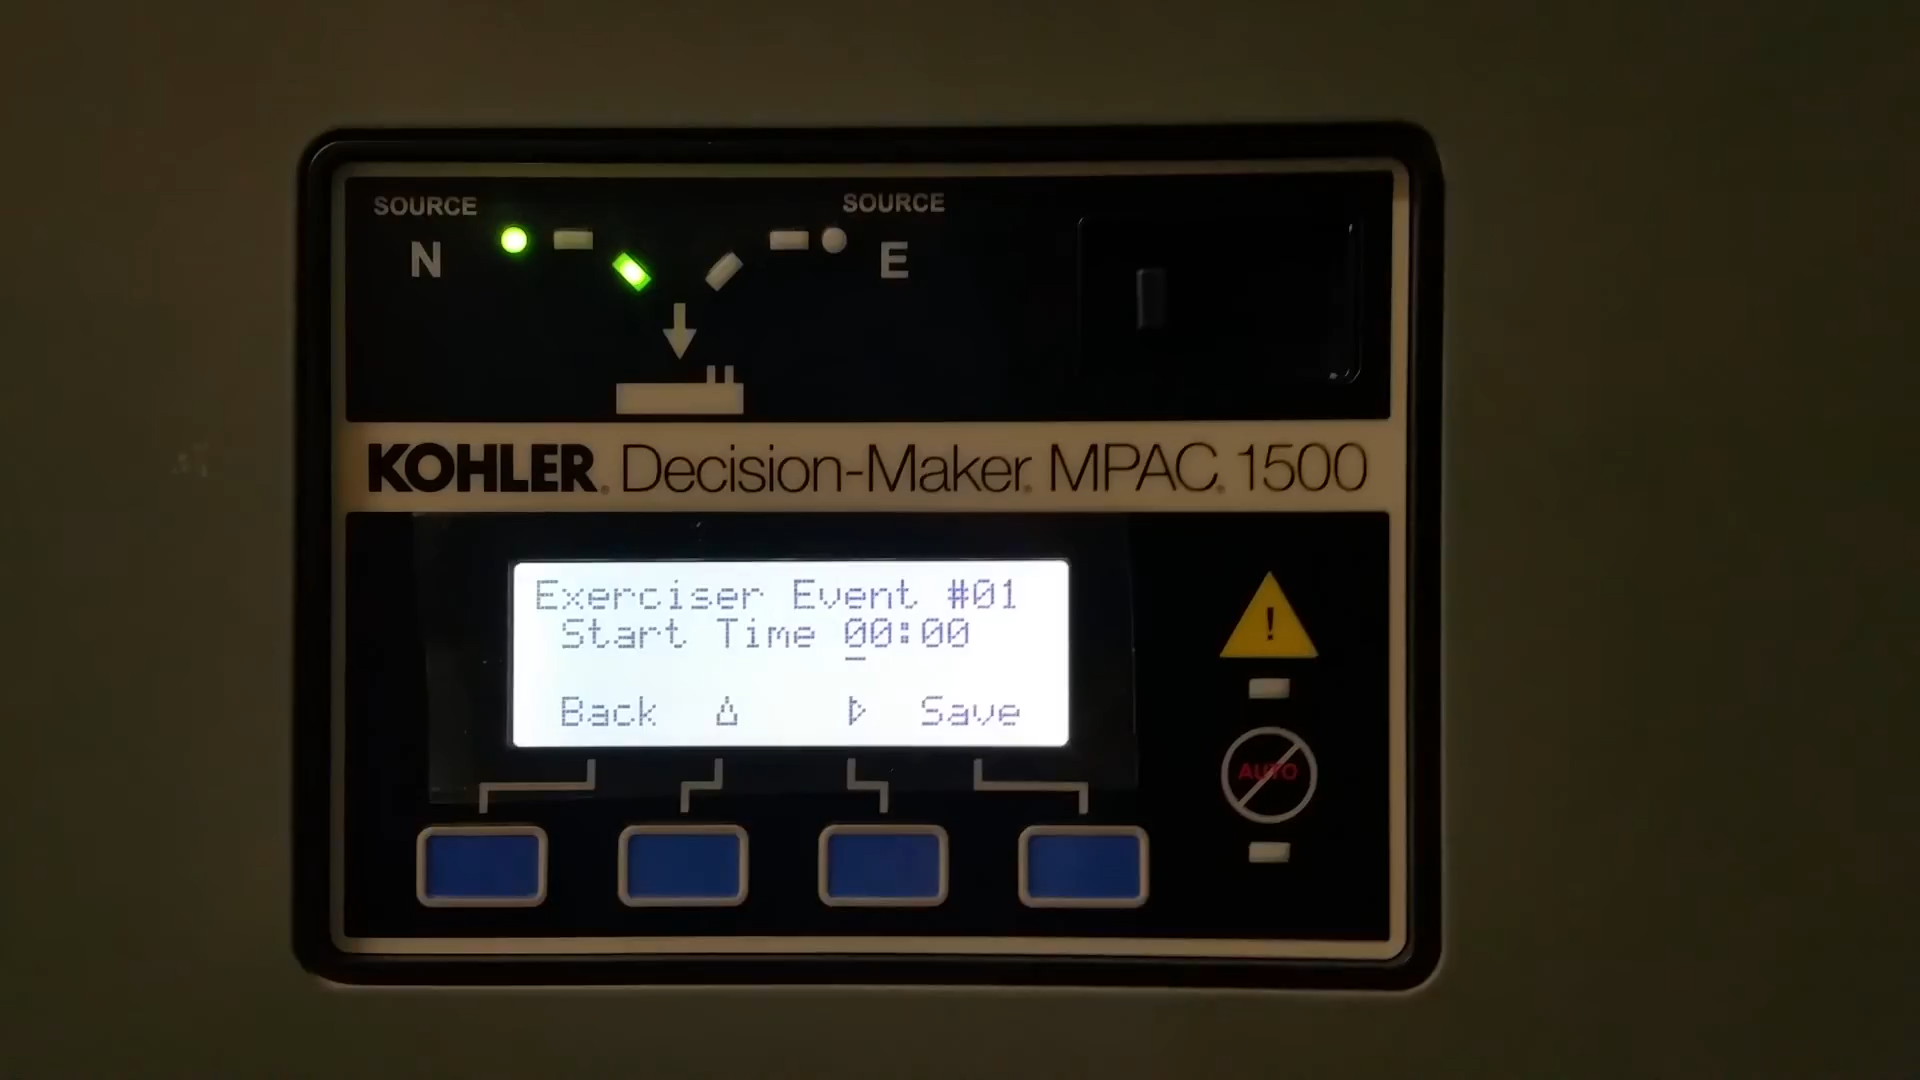 SOURCE
N
SOURCE
E
KOHLER. Decision-Maker. MPAC. 1500
Exerciser Event #01
Start Time 00:00
Back △ ▷ Save
!
AUTO